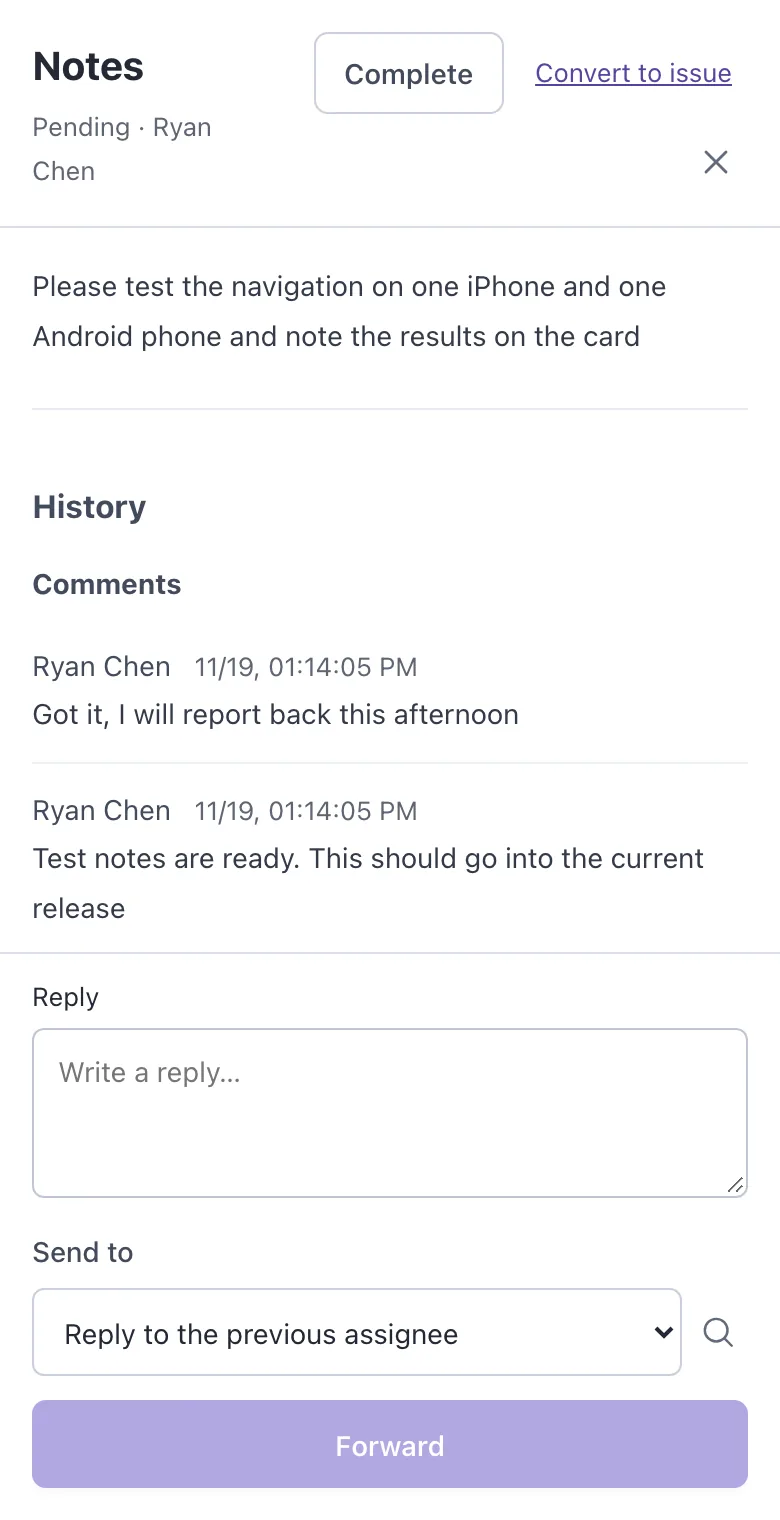 Notes
Complete
Convert to issue
Pending · Ryan
Chen
Please test the navigation on one iPhone and one
Android phone and note the results on the card
History
Comments
Ryan Chen 11/19, 01:14:05 PM
Got it, I will report back this afternoon
Ryan Chen 11/19, 01:14:05 PM
Test notes are ready. This should go into the current
release
Reply
Write a reply...
Send to
Reply to the previous assignee
Forward